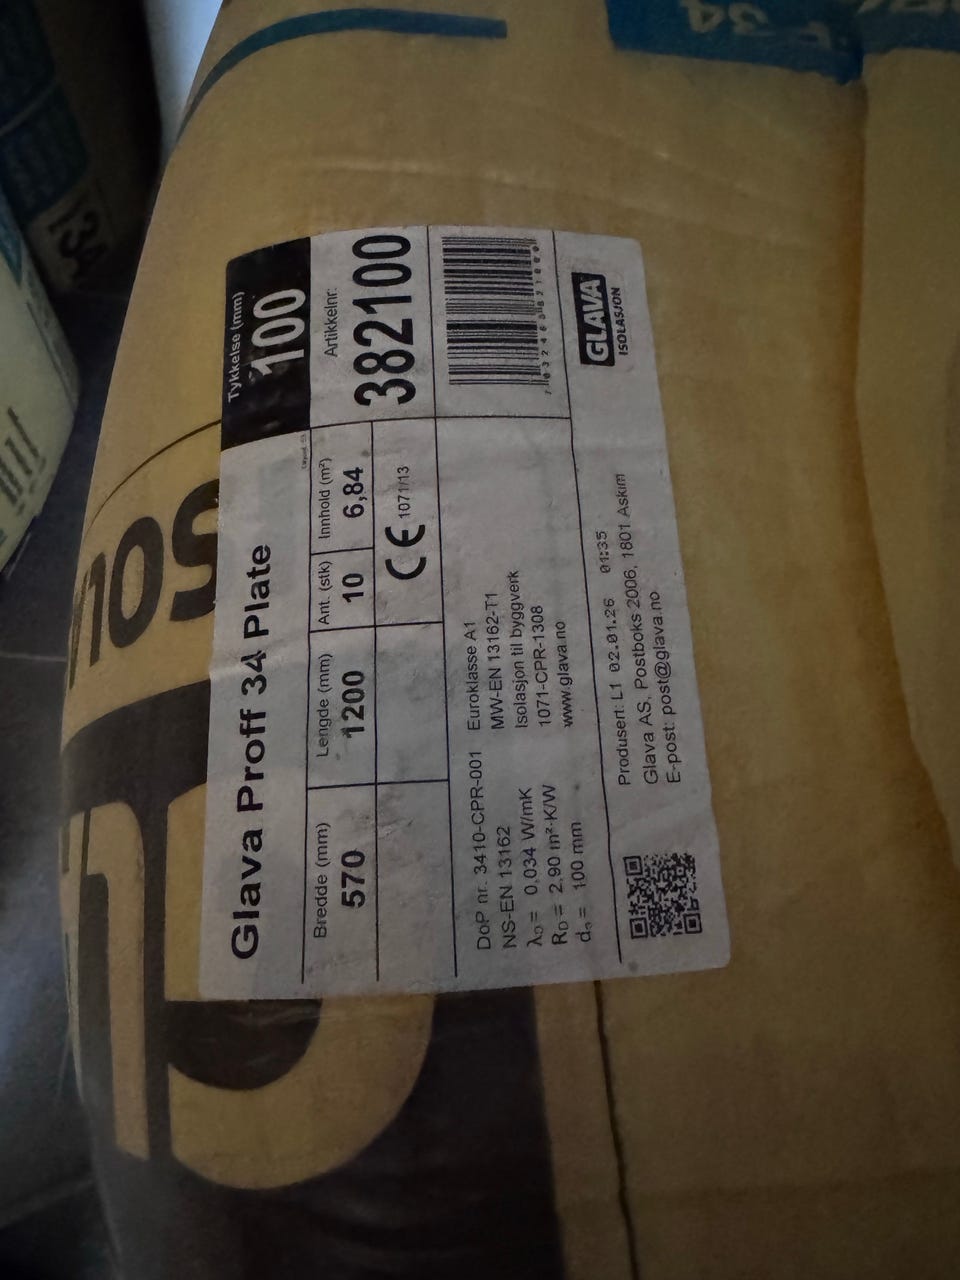 Glava Proff 34 Plate
Tykkelse (mm)
100
Bredde (mm)
570
Lengde (mm)
1200
Ant. (stk)
10
Innhold (m²)
6,84
Artikkelnr:
382100
CE 1071/13
DoP nr. 3410-CPR-001
NS-EN 13162
λD = 0,034 W/mK
RD = 2,90 m²·K/W
100 mm
Euroklasse A1
MW-EN 13162-T1
Isolasjon til byggverk
1071-CPR-1308
www.glava.no
Produsert: L1 02.01.26 01:35
Glava AS, Postboks 2006, 1801 Askim
E-post: post@glava.no
GLAVA
ISOLASJON
34